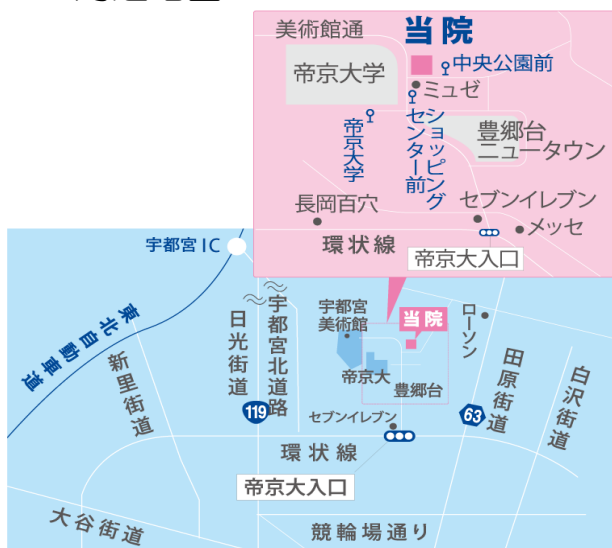 美術館通
当院
帝京大学
中央公園前
ミュゼ
帝京大学
ショッピング
センター前
豊郷台
ニュータウン
長岡百穴
セブンイレブン
メッセ
環状線
帝京大入口
宇都宮IC
東北自動車道
新里街道
日光街道
宇都宮北道路
宇都宮
美術館
当院
ローソン
帝京大
豊郷台
田原街道
白沢街道
119
セブンイレブン
63
環状線
帝京大入口
大谷街道
競輪場通り